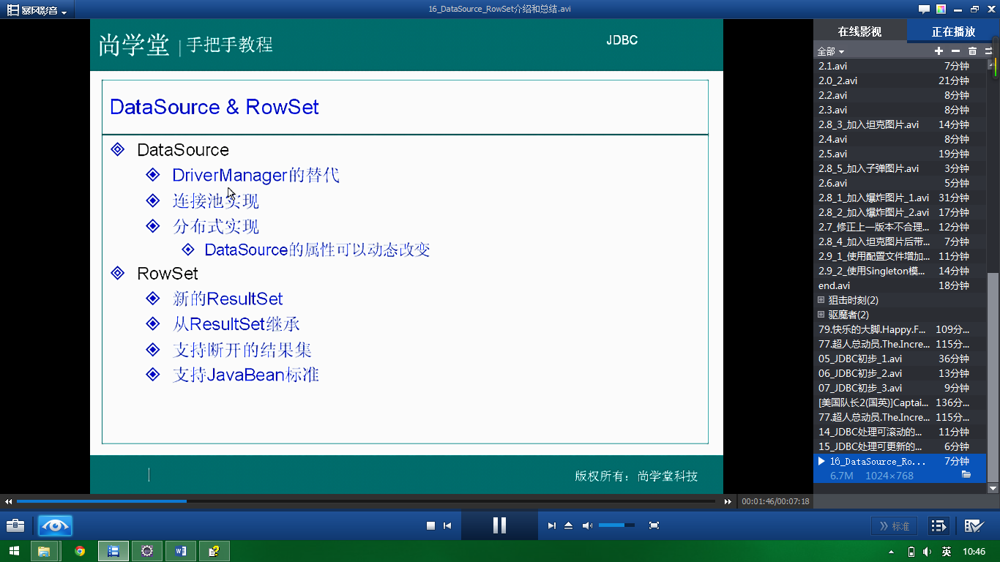 暴风影音
16_DataSource_RowSet介绍和总结.avi
尚学堂 | 手把手教程
JDBC
DataSource & RowSet
DataSource
DriverManager的替代
连接池实现
分布式实现
DataSource的属性可以动态改变
RowSet
新的ResultSet
从ResultSet继承
支持断开的结果集
支持JavaBean标准
版权所有：尚学堂科技
在线影视 正在播放
全部
2.1.avi 7分钟
2.0_2.avi 21分钟
2.2.avi 8分钟
2.3.avi 8分钟
2.8_3_加入坦克图片.avi 14分钟
2.4.avi 8分钟
2.5.avi 19分钟
2.8_5_加入子弹图片.avi 3分钟
2.6.avi 5分钟
2.8_1_加入爆炸图片_1.avi 31分钟
2.8_2_加入爆炸图片_2.avi 17分钟
2.7_修正上一版本不合理... 12分钟
2.8_4_加入坦克图片后带... 7分钟
2.9_1_使用配置文件增加... 11分钟
2.9_2_使用Singleton模... 14分钟
end.avi 18分钟
狙击时刻(2)
驱魔者(2)
79.快乐的大脚.Happy.F... 109分...
77.超人总动员.The.Incre... 115分...
05_JDBC初步_1.avi 36分钟
06_JDBC初步_2.avi 13分钟
07_JDBC初步_3.avi 9分钟
[美国队长2(国英)]Captai... 136分...
77.超人总动员.The.Incre... 115分...
14_JDBC处理可滚动的... 11分钟
15_JDBC处理可更新的... 6分钟
16_DataSource_Ro... 7分钟
6.7M 1024×768
00:01:46/00:07:18
标准
英 10:46